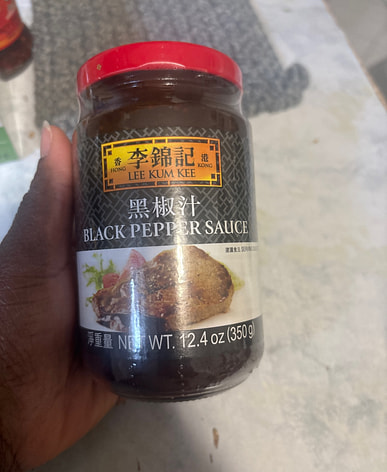 香 李錦記 港
HONG LEE KUM KEE KONG
黑椒汁
BLACK PEPPER SAUCE
淨重量 NET WT. 12.4 oz (350 g)